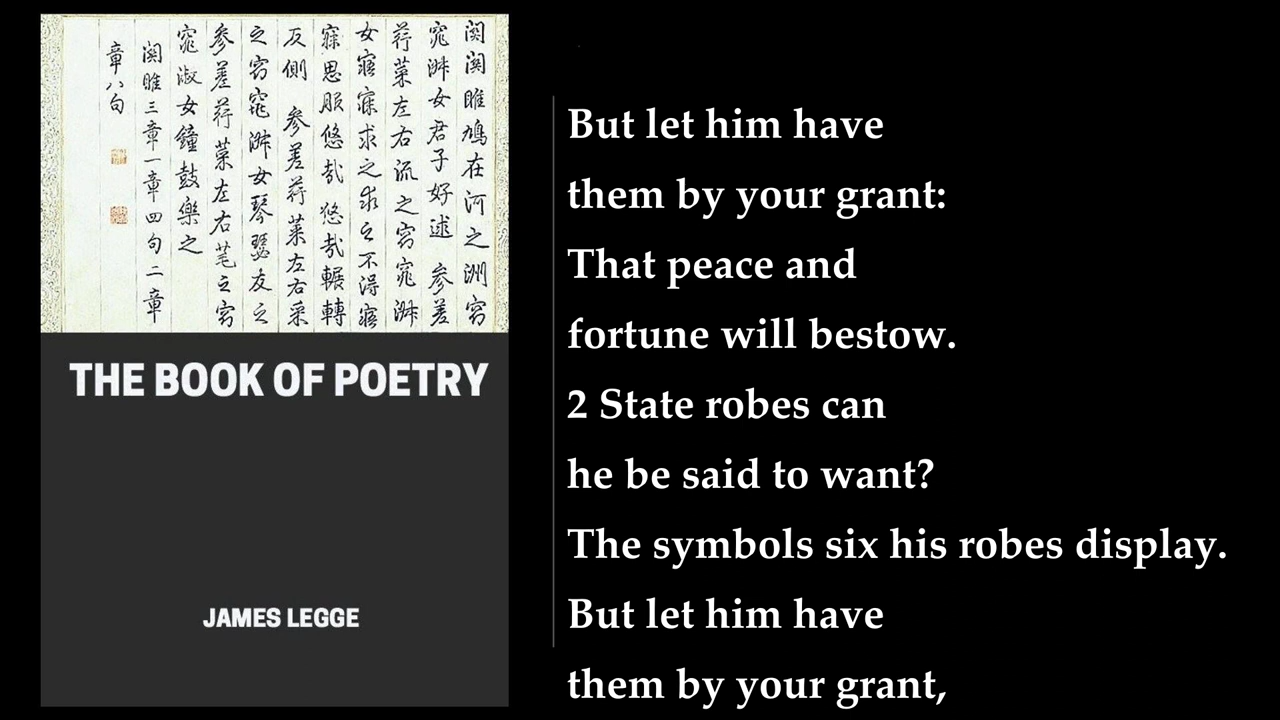 關關雎鳩在河之洲窈
窕淑女君子好逑 參差
荇菜左右流之窈窕淑
女寤寐求之求之不得寤
寐思服悠哉悠哉輾轉
反側 參差荇菜左右采
之窈窕淑女琴瑟友之
參差荇菜左右芼之窈
窕淑女鐘鼓樂之
關雎三章一章四句二章
章八句
THE BOOK OF POETRY
JAMES LEGGE
But let him have
them by your grant:
That peace and
fortune will bestow.
2 State robes can
he be said to want?
The symbols six his robes display.
But let him have
them by your grant,